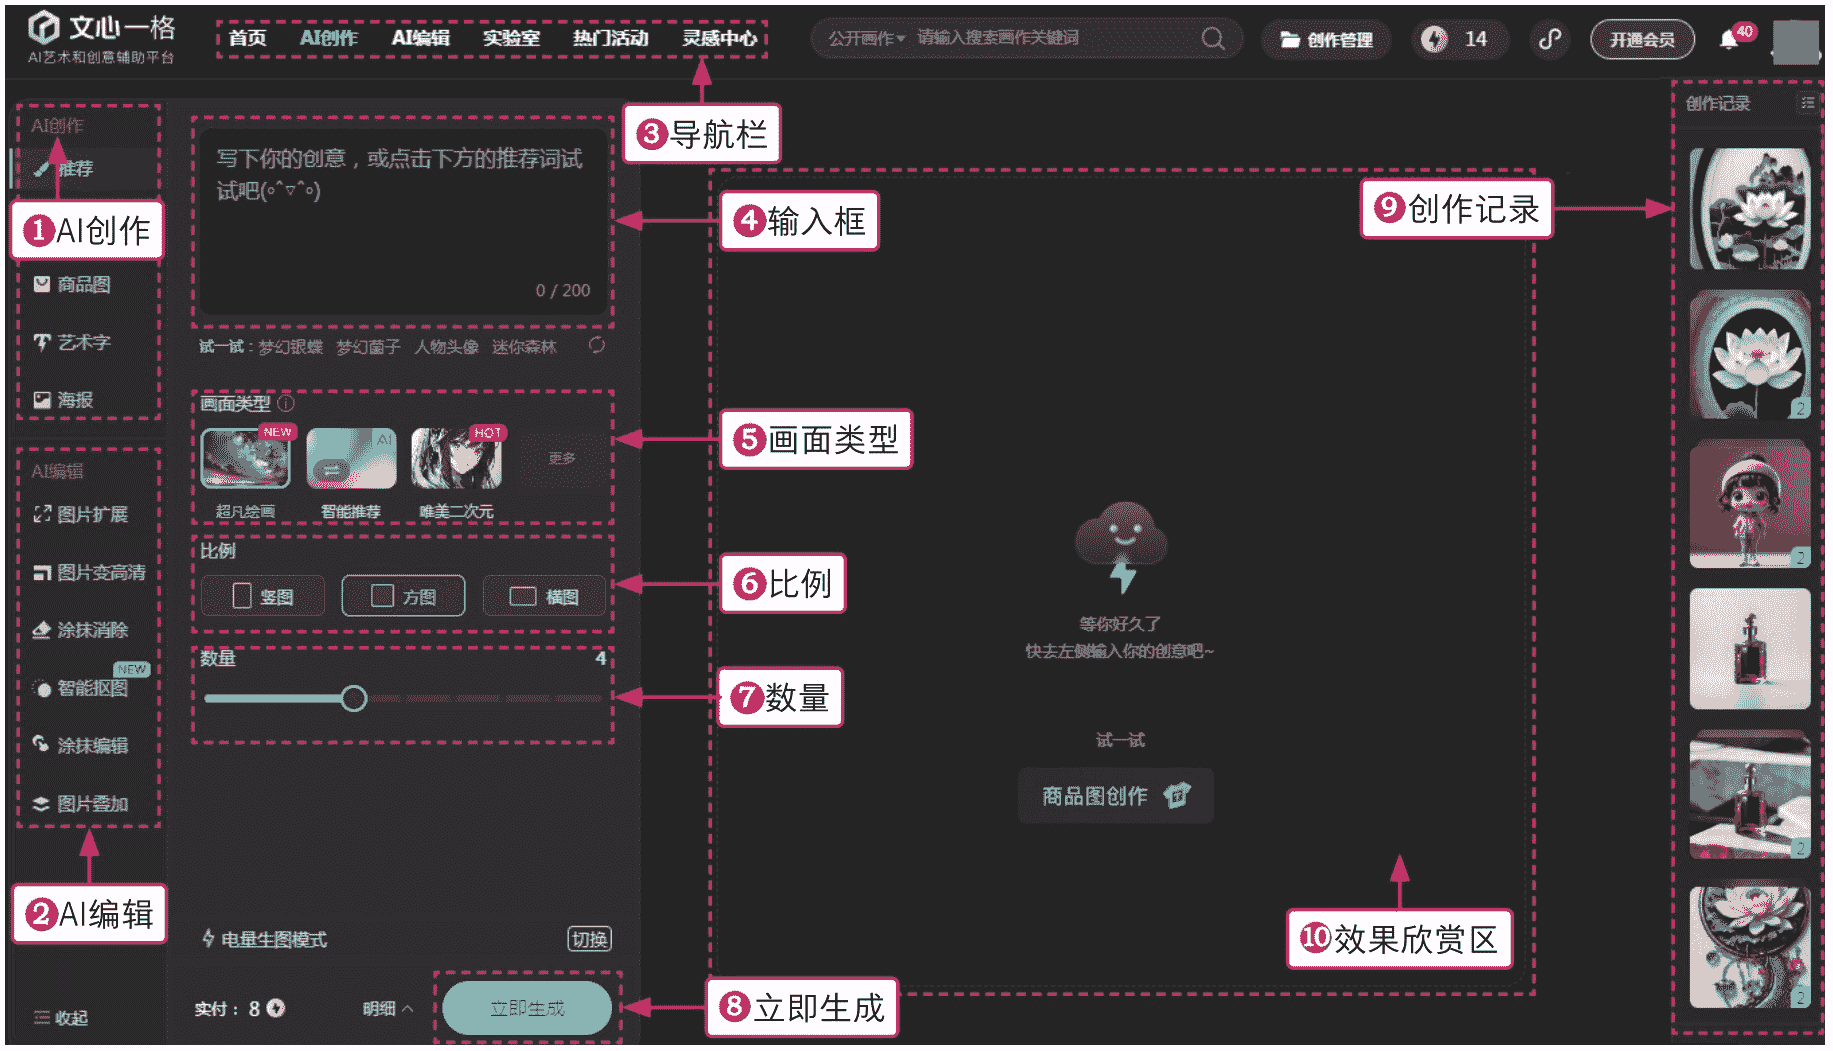 文心一格
AI艺术和创意辅助平台
首页 AI创作 AI编辑 实验室 热门活动 灵感中心
公开画作 请输入搜索画作关键词
创作管理
14
开通会员
40
❸导航栏
AI创作
推荐
❶AI创作
商品图
艺术字
海报
AI编辑
图片扩展
图片变高清
涂抹消除
NEW
智能抠图
涂抹编辑
图片叠加
❷AI编辑
收起
写下你的创意，或点击下方的推荐词试
试吧(∘ˆ▿ˆ∘)
0 / 200
❹输入框
试一试：梦幻银蝶 梦幻菌子 人物头像 迷你森林
画面类型
NEW
AI
HOT
更多
超凡绘画 智能推荐 唯美二次元
❺画面类型
比例
竖图 方图 横图
❻比例
数量 4
❼数量
电量生图模式 切换
实付：8 明细
立即生成
❽立即生成
等你好久了
快去左侧输入你的创意吧~
试一试
商品图创作
❿效果欣赏区
❾创作记录
创作记录
2
2
2
2